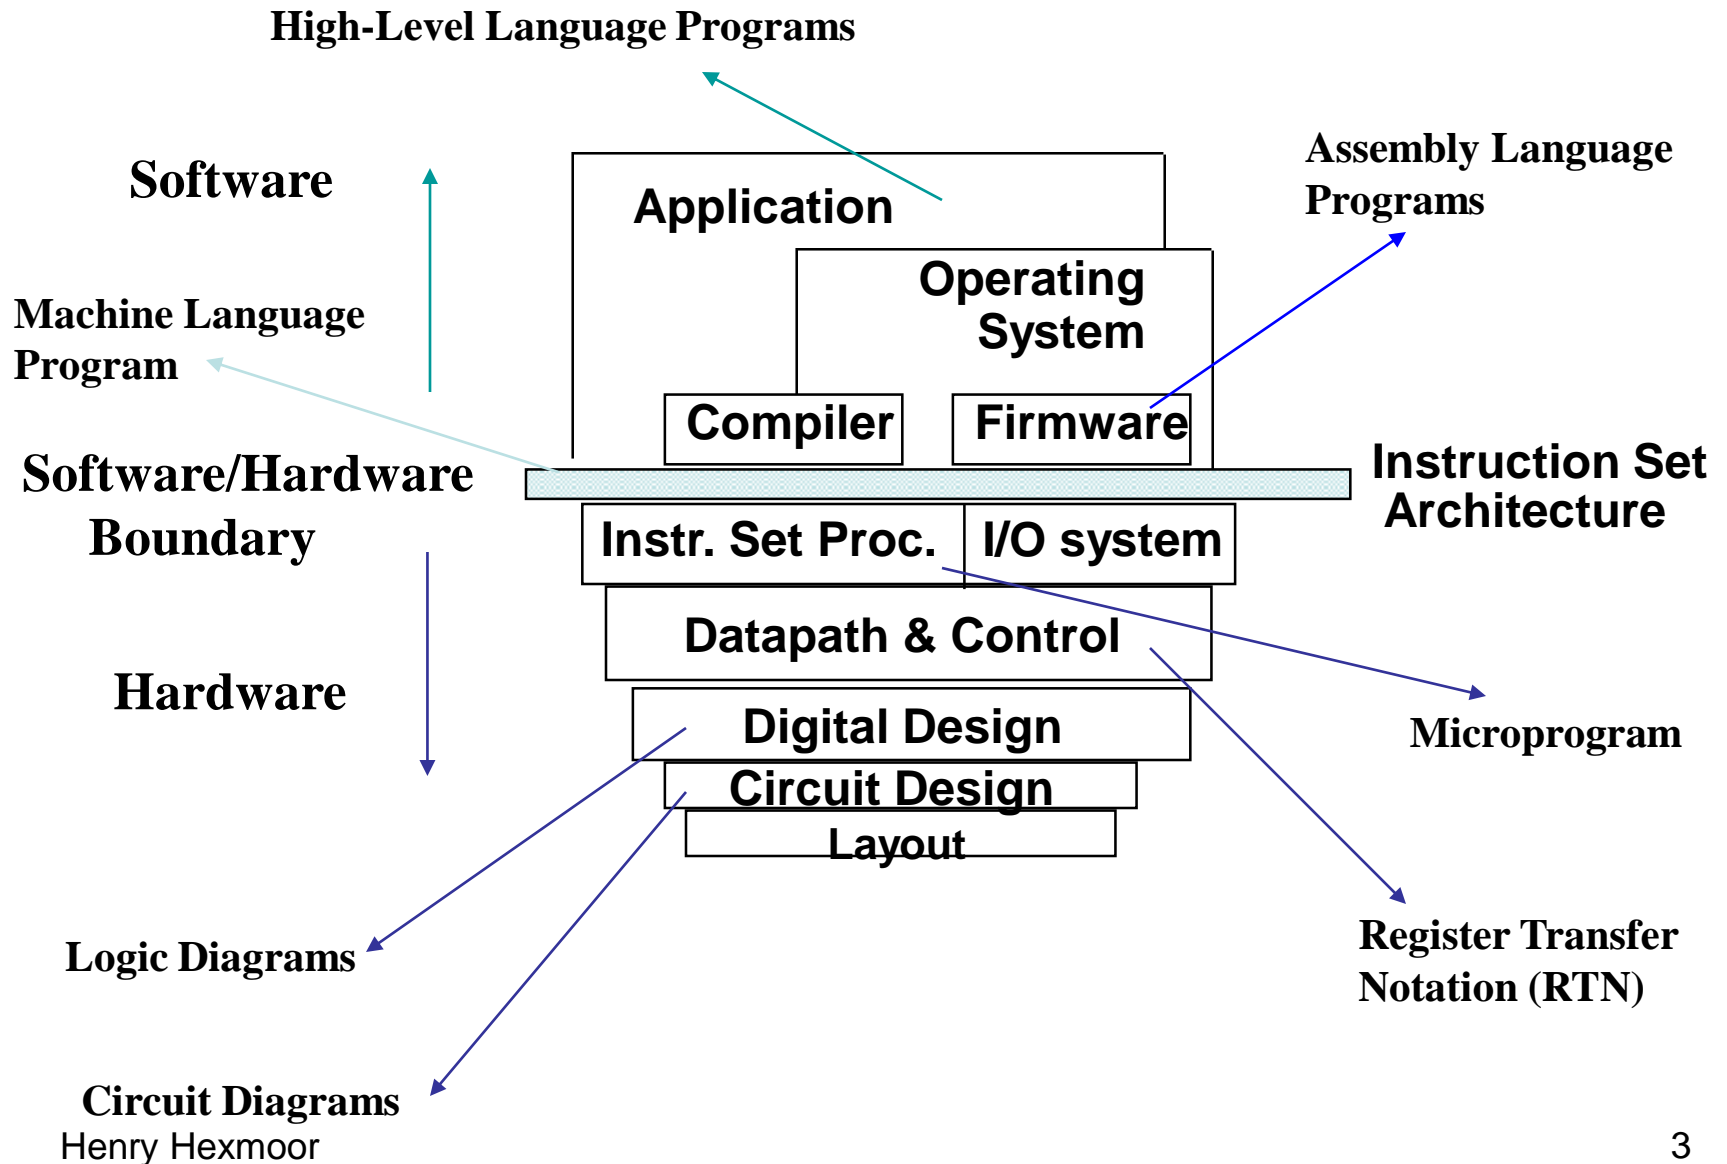 High-Level Language Programs
Assembly Language
Programs
Software
Application
Operating
System
Machine Language
Program
Compiler
Firmware
Software/Hardware
Boundary
Instruction Set
Architecture
Instr. Set Proc.
I/O system
Datapath & Control
Hardware
Digital Design
Microprogram
Circuit Design
Layout
Logic Diagrams
Register Transfer
Notation (RTN)
Circuit Diagrams
Henry Hexmoor
3